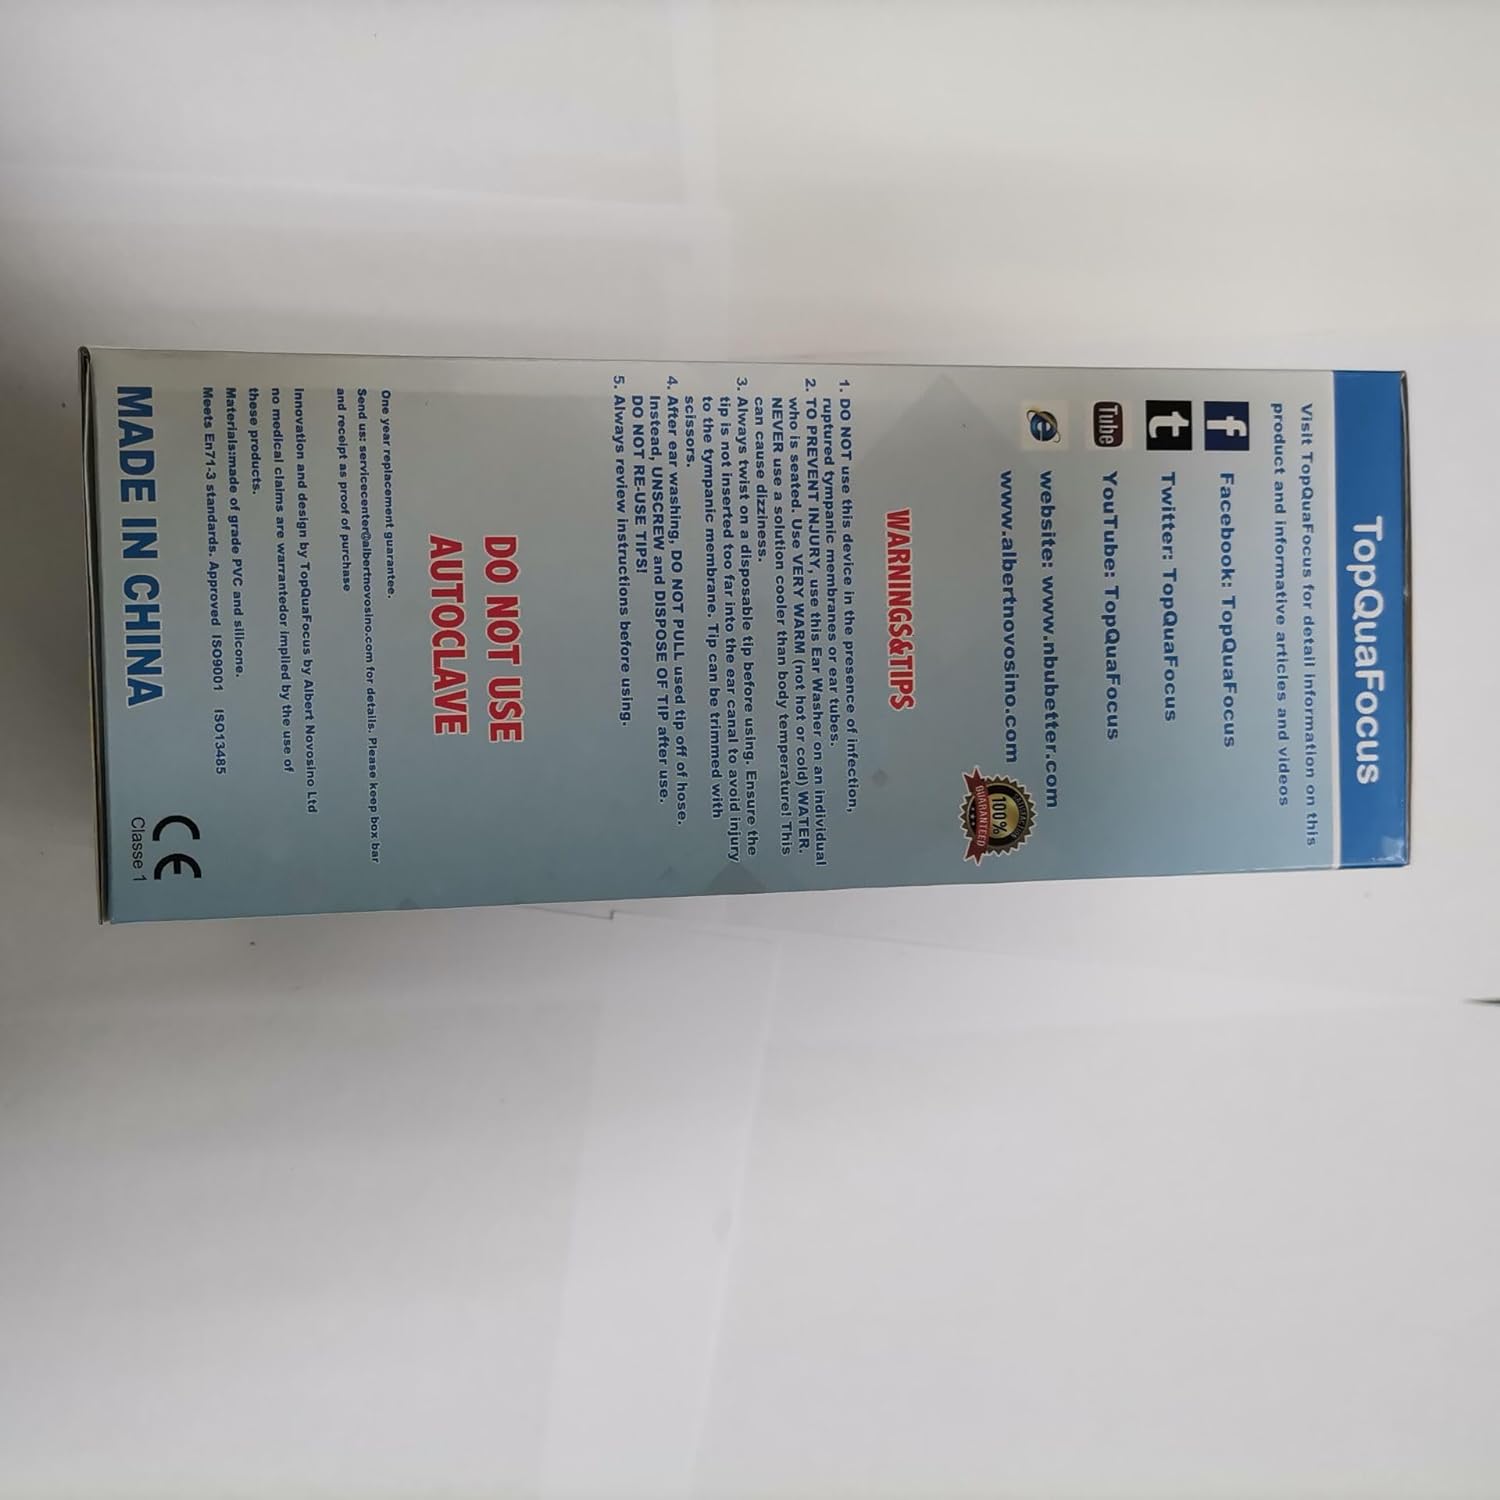 TopQuaFocus
Visit TopQuaFocus for detail information on this
product and informative articles and videos
f Facebook: TopQuaFocus
t Twitter: TopQuaFocus
Tube YouTube: TopQuaFocus
e website: www.nbubetter.com
www.albertnovosino.com
100%
GUARANTEED
WARNINGS&TIPS
1. DO NOT use this device in the presence of infection,
ruptured tympanic membranes or ear tubes.
2. TO PREVENT INJURY, use this Ear Washer on an individual
who is seated. Use VERY WARM (not hot or cold) WATER.
NEVER use a solution cooler than body temperature! This
can cause dizziness.
3. Always twist on a disposable tip before using. Ensure the
tip is not inserted too far into the ear canal to avoid injury
to the tympanic membrane. Tip can be trimmed with
scissors.
4. After ear washing, DO NOT PULL used tip off of hose.
Instead, UNSCREW and DISPOSE OF TIP after use.
DO NOT RE-USE TIPS!
5. Always review instructions before using.
DO NOT USE
AUTOCLAVE
One year replacement guarantee.
Send us: servicecenter@albertnovosino.com for details. Please keep box bar
and receipt as proof of purchase
Innovation and design by TopQuaFocus by Albert Novosino Ltd
no medical claims are warrantedor implied by the use of
these products.
Materials:made of grade PVC and silicone.
Meets En71-3 standards. Approved ISO9001 ISO13485
MADE IN CHINA
CE
Classe 1